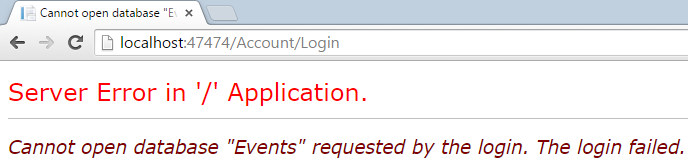 Cannot open database "E
localhost:47474/Account/Login
Server Error in '/' Application.
Cannot open database "Events" requested by the login. The login failed.